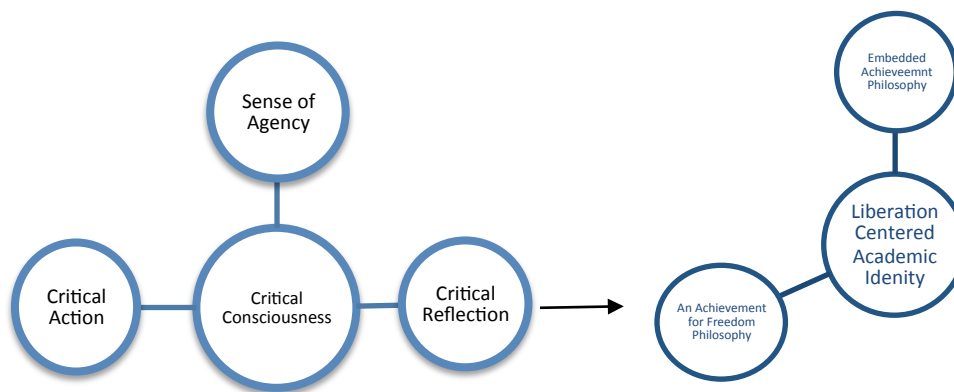 Sense of
Agency
Critical
Action
Critical
Consciousness
Critical
Reflection
Embedded
Achieveemnt
Philosophy
Liberation
Centered
Academic
Idenity
An Achievement
for Freedom
Philosophy